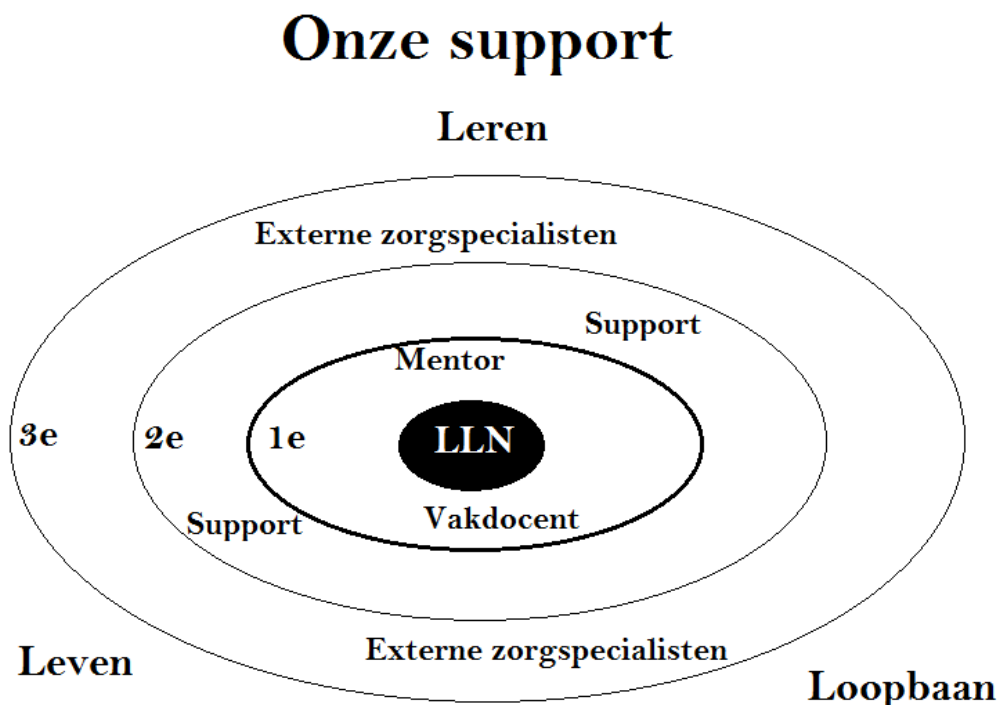 Onze support
Leren
Externe zorgspecialisten
Support
Mentor
3e 2e 1e LLN
Vakdocent
Support
Externe zorgspecialisten
Leven
Loopbaan